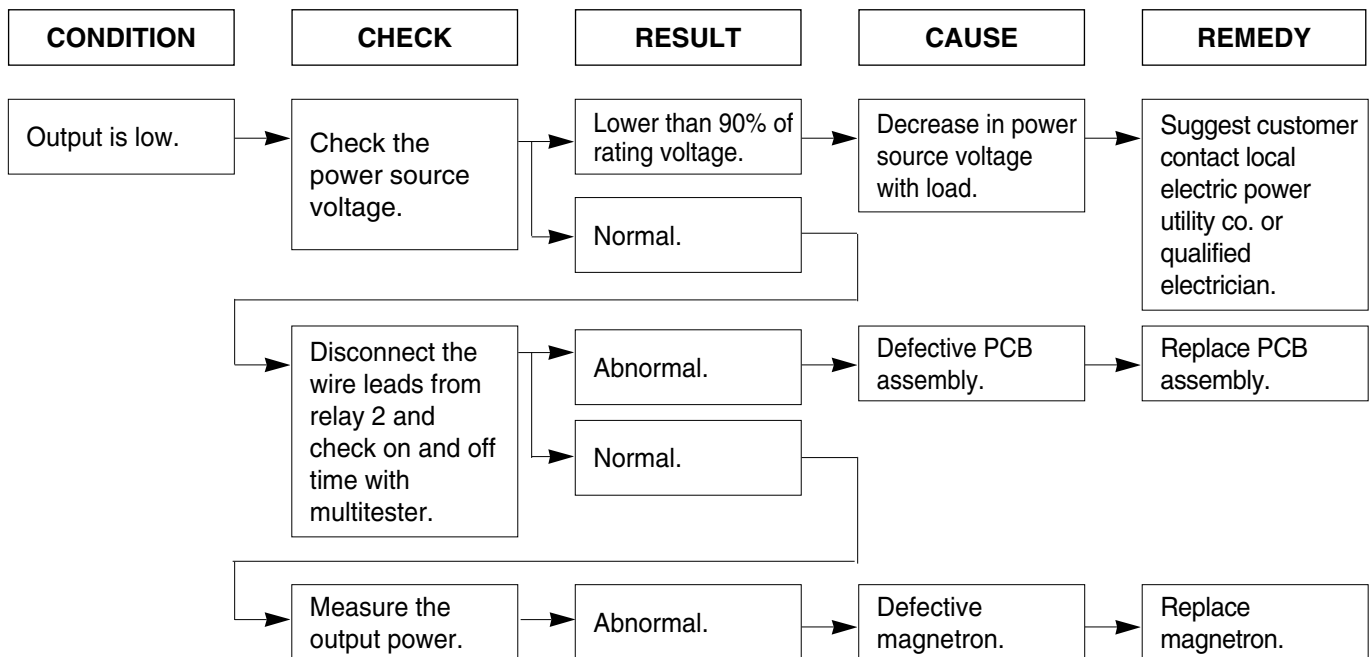 CONDITION
CHECK
RESULT
CAUSE
REMEDY
Output is low.
Check the
power source
voltage.
Lower than 90% of
rating voltage.
Decrease in power
source voltage
with load.
Suggest customer
contact local
electric power
utility co. or
qualified
electrician.
Normal.
Disconnect the
wire leads from
relay 2 and
check on and off
time with
multitester.
Abnormal.
Defective PCB
assembly.
Replace PCB
assembly.
Normal.
Measure the
output power.
Abnormal.
Defective
magnetron.
Replace
magnetron.